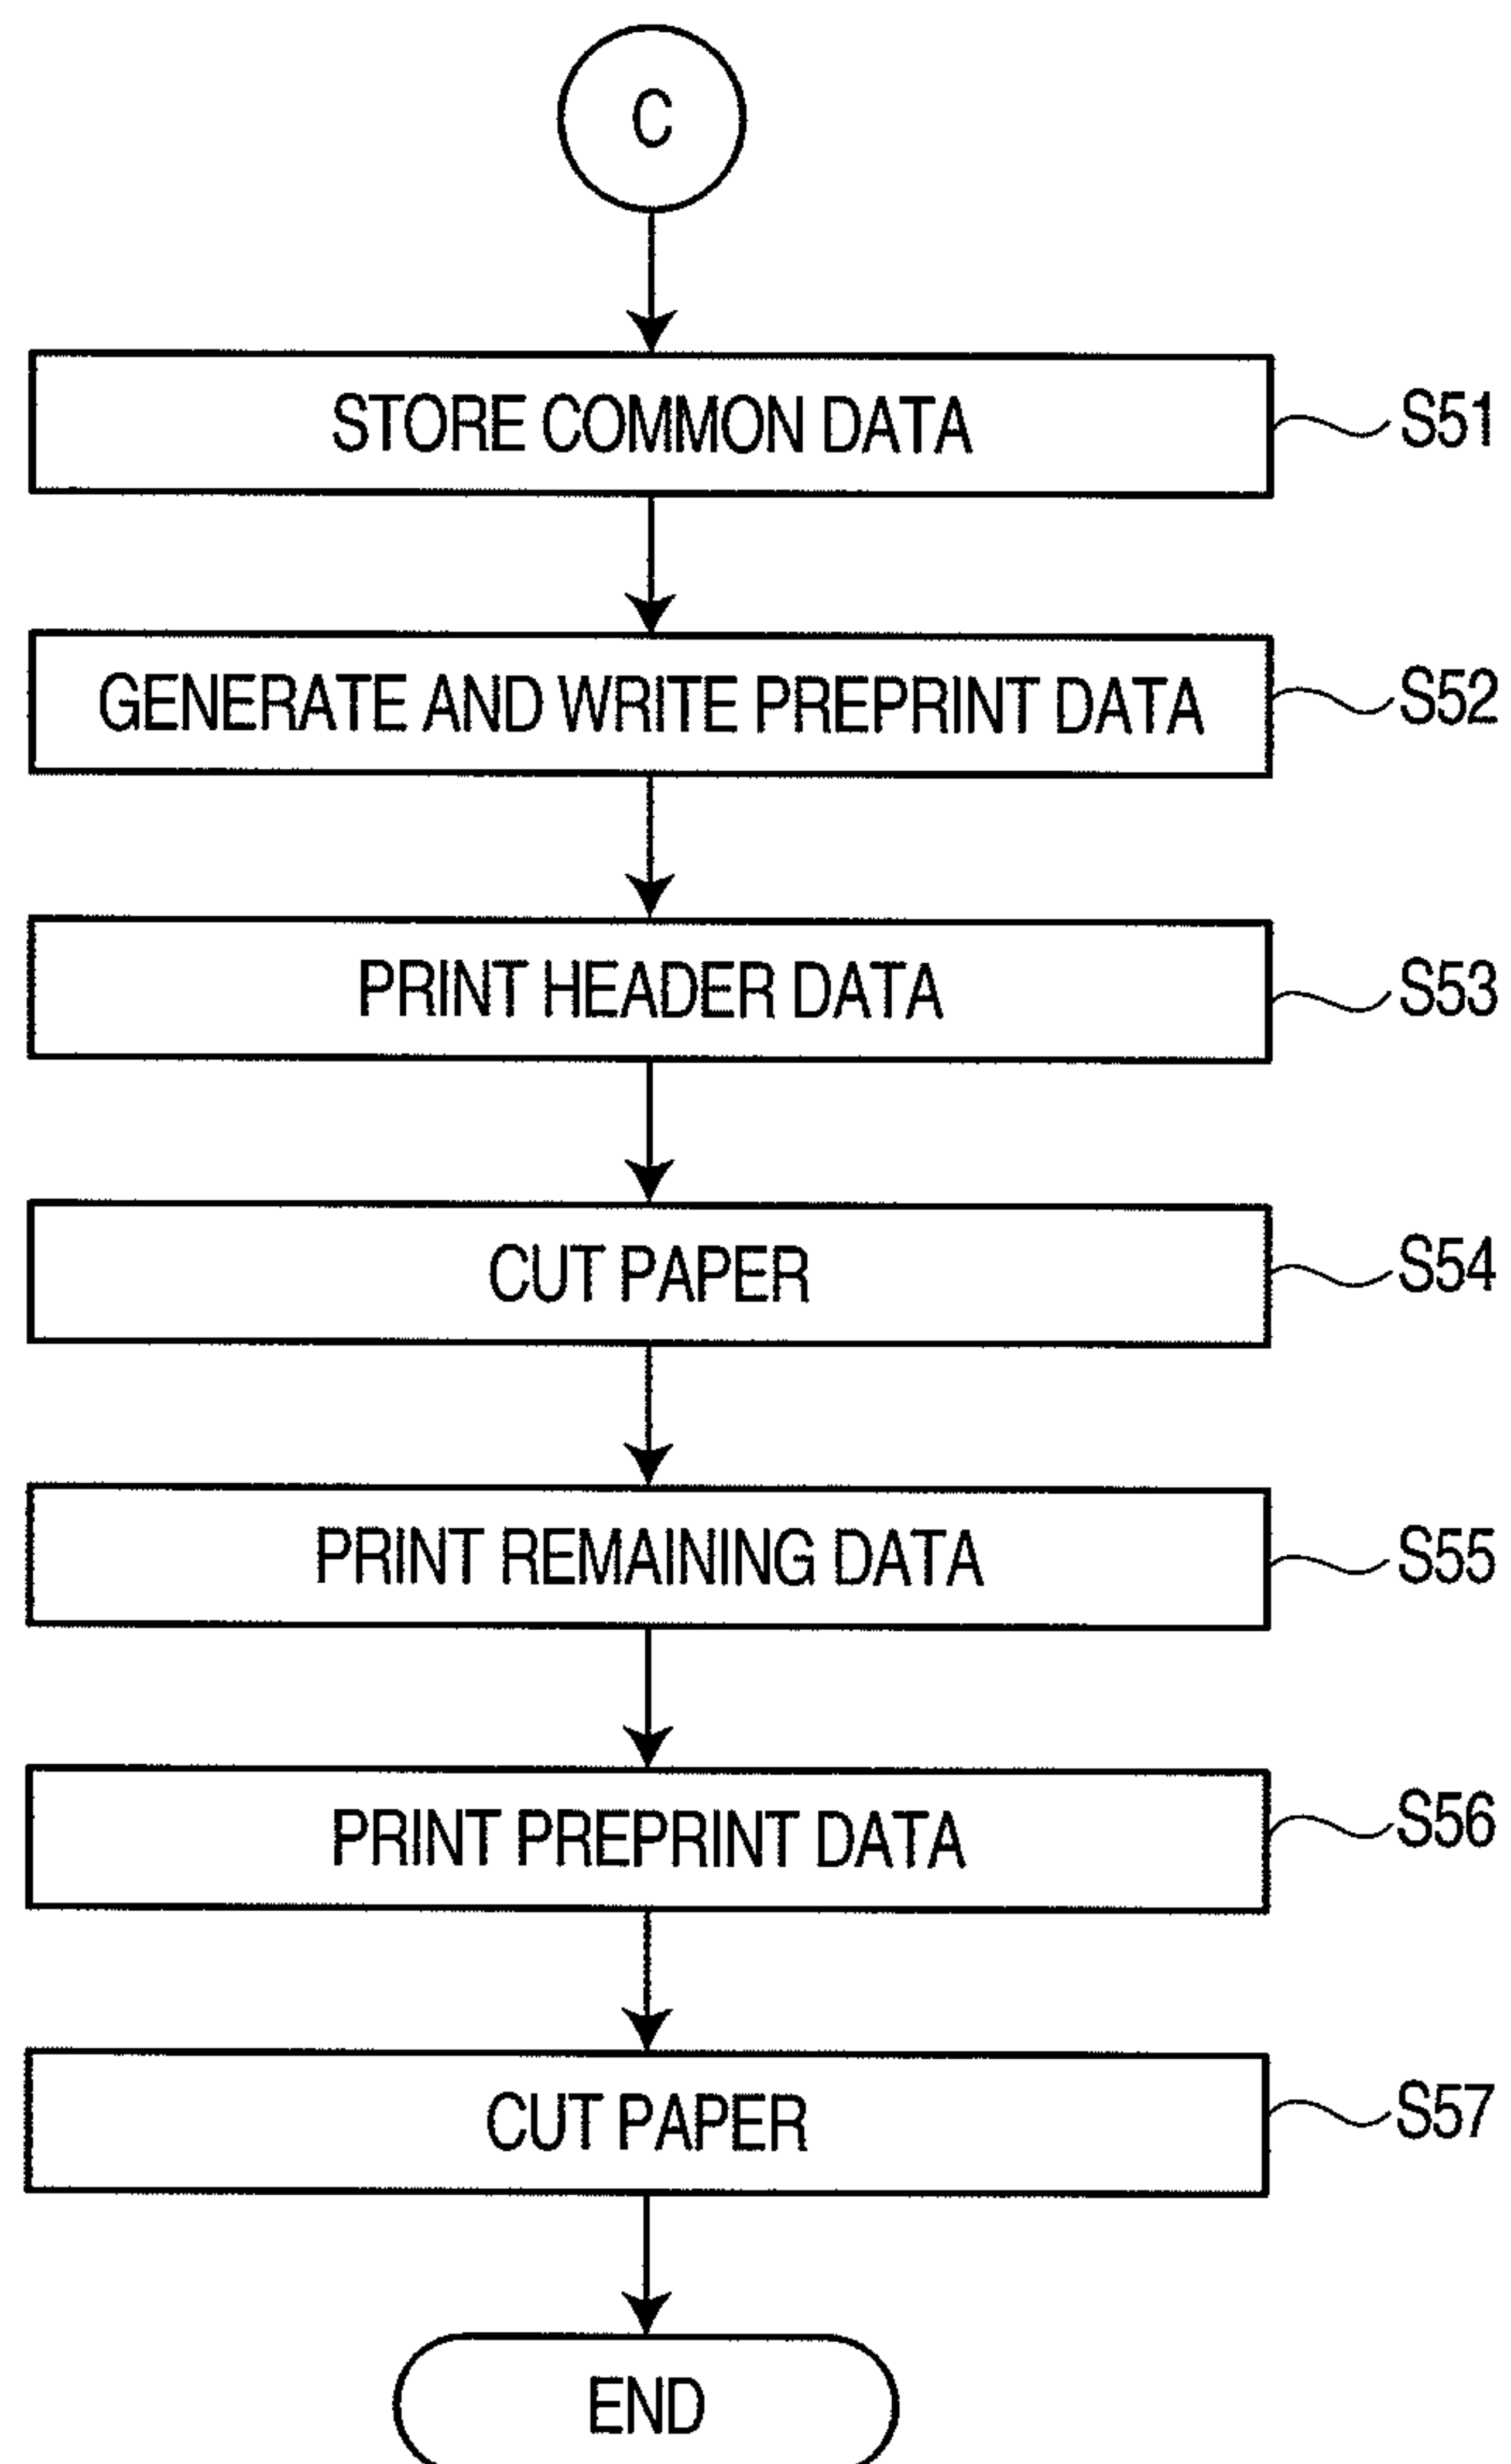 C
STORE COMMON DATA S51
GENERATE AND WRITE PREPRINT DATA S52
PRINT HEADER DATA S53
CUT PAPER S54
PRINT REMAINING DATA S55
PRINT PREPRINT DATA S56
CUT PAPER S57
END